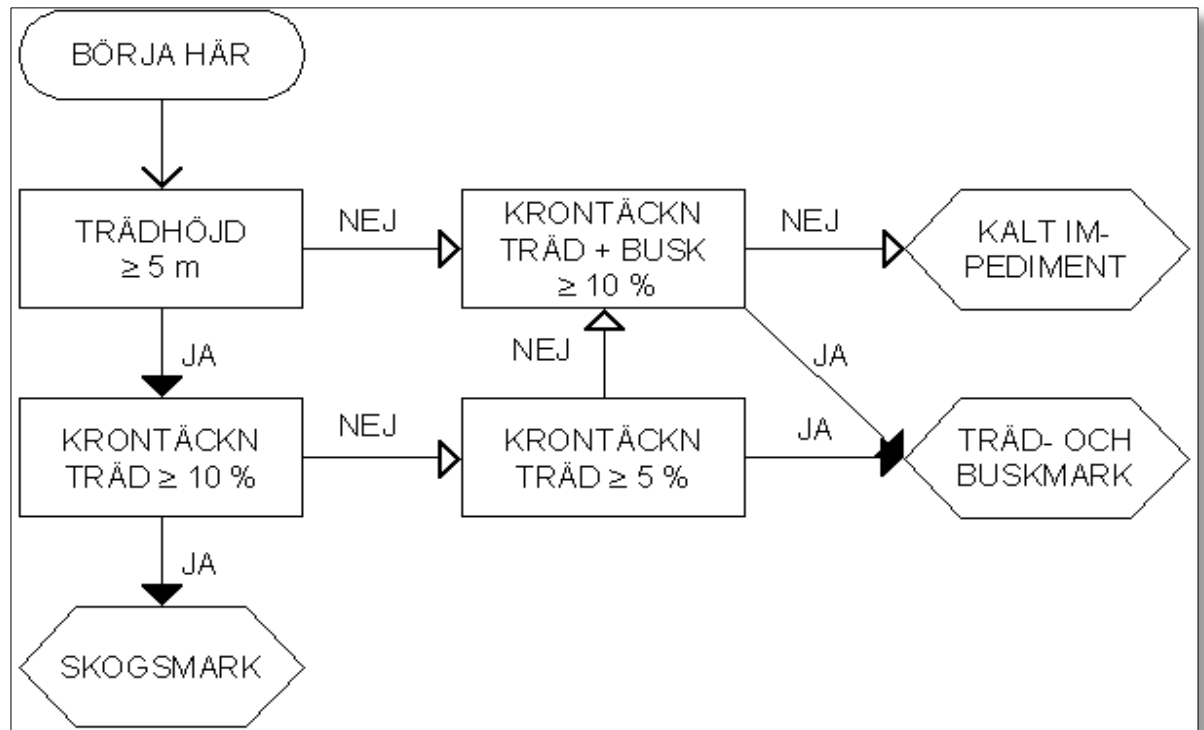 BÖRJA HÄR
TRÄDHÖJD
≥ 5 m
NEJ
KRONTÄCKN
TRÄD + BUSK
≥ 10 %
NEJ
KALT IM-
PEDIMENT
JA
NEJ
JA
KRONTÄCKN
TRÄD ≥ 10 %
NEJ
KRONTÄCKN
TRÄD ≥ 5 %
JA
TRÄD- OCH
BUSKMARK
JA
SKOGSMARK